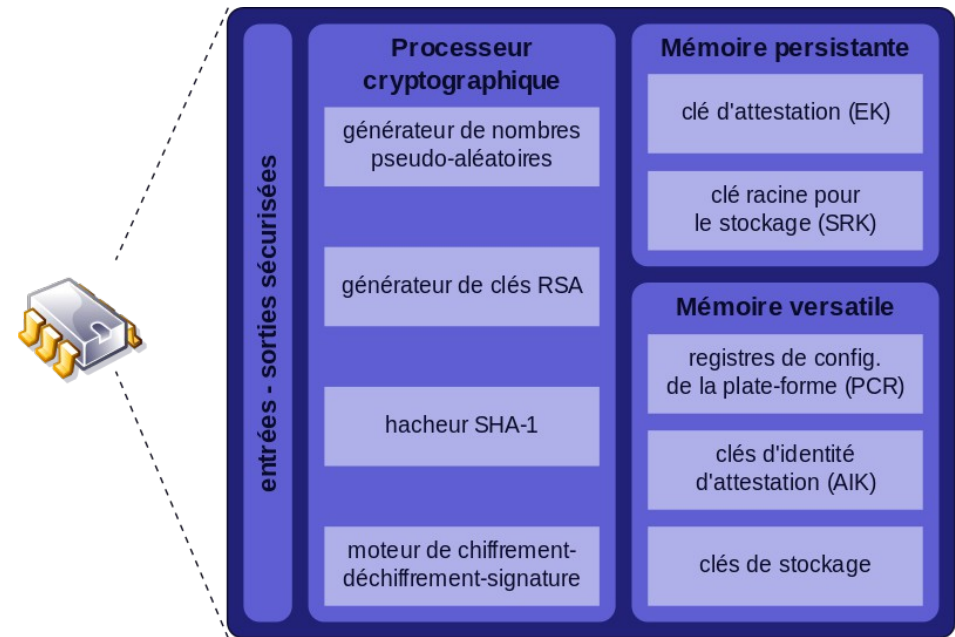 entrées - sorties sécurisées
Processeur
cryptographique
générateur de nombres
pseudo-aléatoires
générateur de clés RSA
hacheur SHA-1
moteur de chiffrement-
déchiffrement-signature
Mémoire persistante
clé d'attestation (EK)
clé racine pour
le stockage (SRK)
Mémoire versatile
registres de config.
de la plate-forme (PCR)
clés d'identité
d'attestation (AIK)
clés de stockage